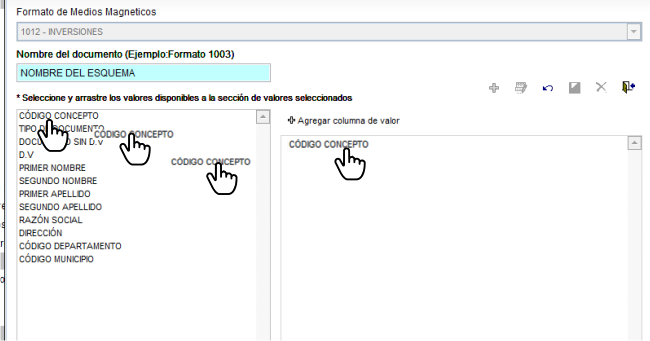 Formato de Medios Magneticos
1012 - INVERSIONES
Nombre del documento (Ejemplo:Formato 1003)
NOMBRE DEL ESQUEMA
* Seleccione y arrastre los valores disponibles a la sección de valores seleccionados
CÓDIGO CONCEPTO
TIPO DE DOCUMENTO
CÓDIGO CONCEPTO
SIN D.V
D.V
CÓDIGO CONCEPTO
PRIMER NOMBRE
SEGUNDO NOMBRE
PRIMER APELLIDO
SEGUNDO APELLIDO
RAZÓN SOCIAL
DIRECCIÓN
CÓDIGO DEPARTAMENTO
CÓDIGO MUNICIPIO
Agregar columna de valor
CÓDIGO CONCEPTO